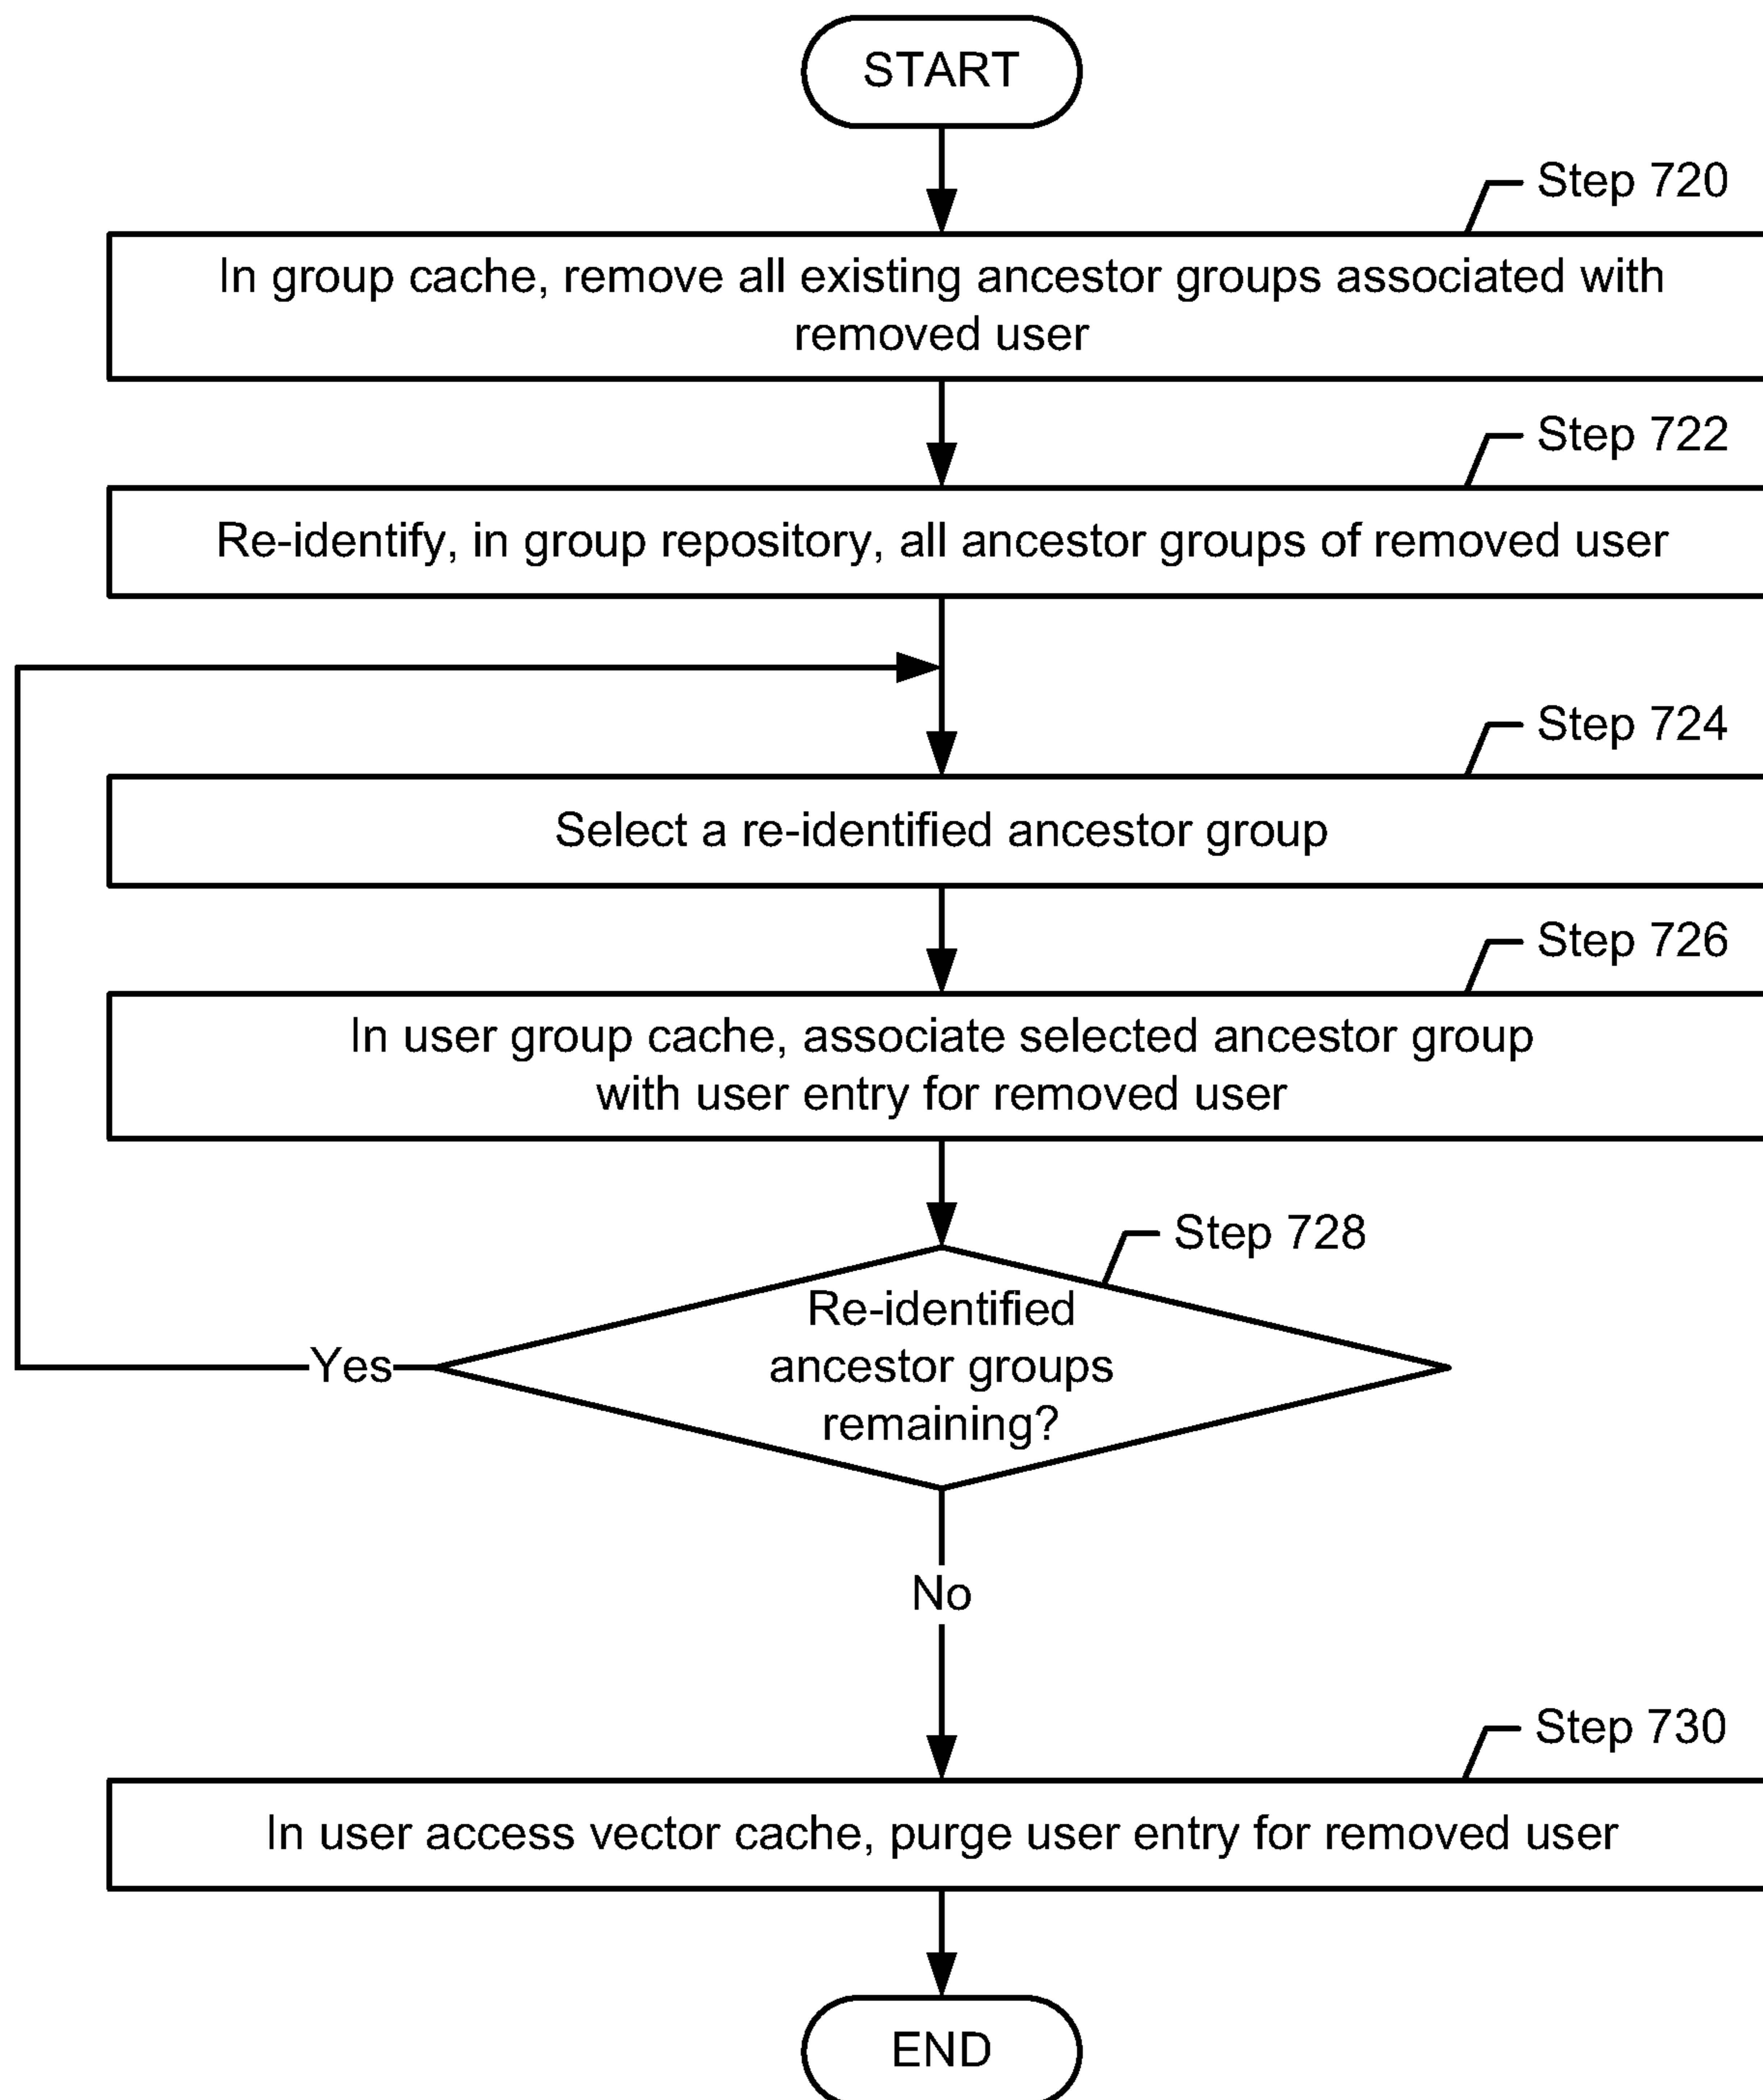 START
Step 720
In group cache, remove all existing ancestor groups associated with
removed user
Step 722
Re-identify, in group repository, all ancestor groups of removed user
Step 724
Select a re-identified ancestor group
Step 726
In user group cache, associate selected ancestor group
with user entry for removed user
Step 728
Re-identified
ancestor groups
remaining?
Yes
No
Step 730
In user access vector cache, purge user entry for removed user
END